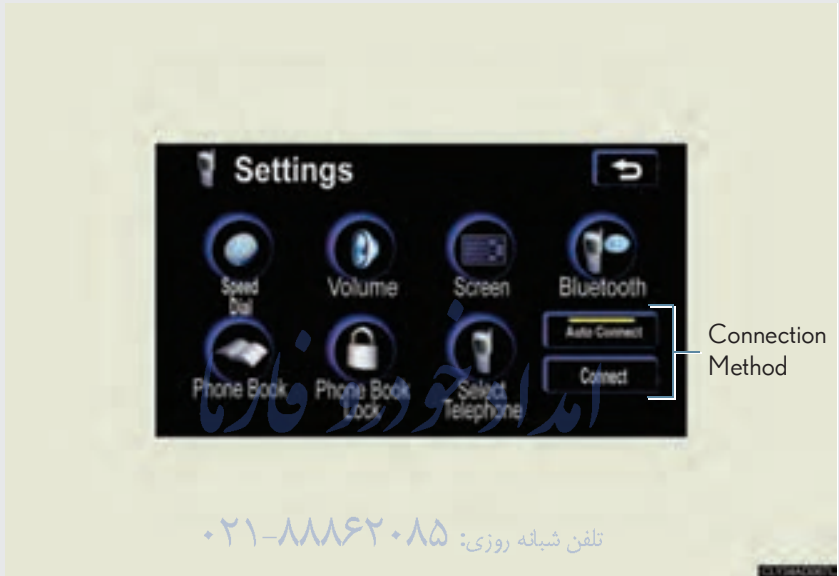 Settings
Speed
Dial
Volume
Screen
Bluetooth
Auto Connect
Connect
Phone Book
Phone Book
Lock
Select
Telephone
Connection
Method
امداد خودرو فارما
تلفن شبانه روزی: ۰۲۱-۸۸۸۶۲۰۸۵